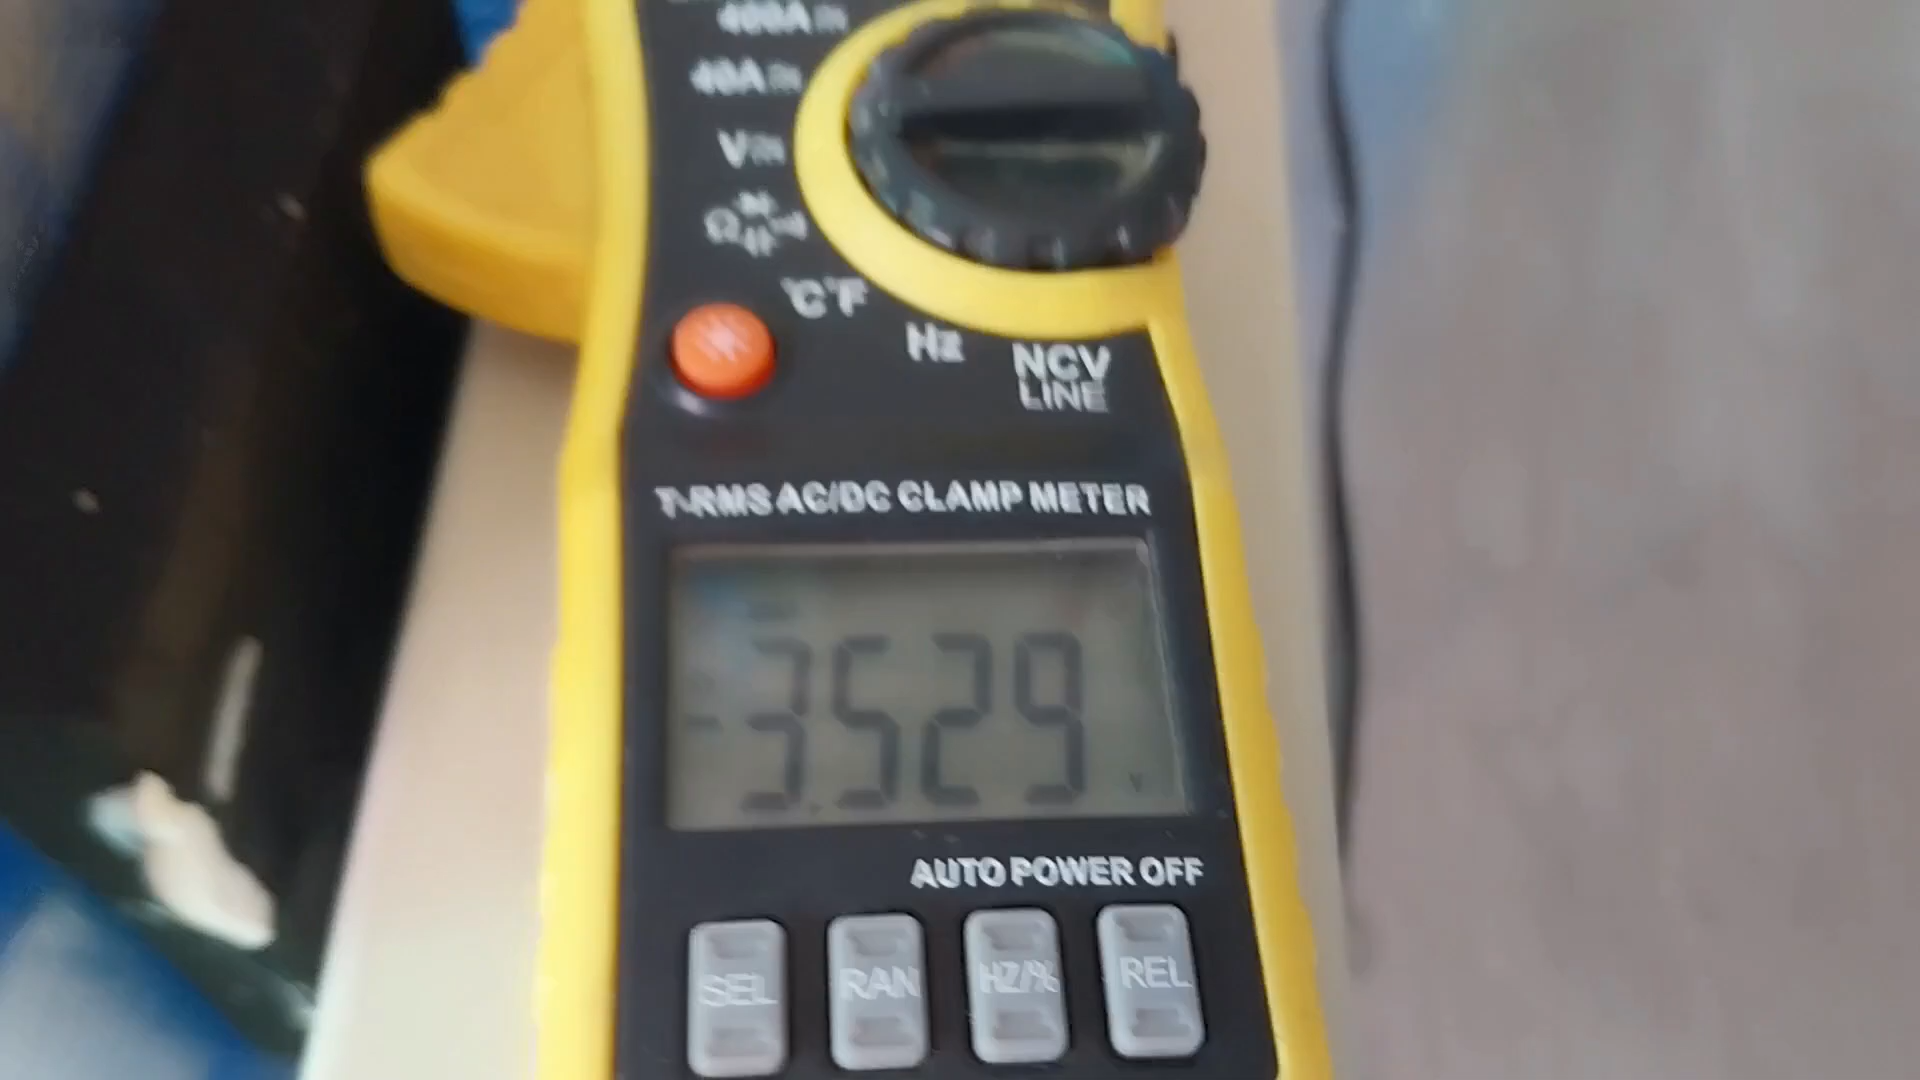 400A
40A
V
Ω
°C°F
Hz
NCV
LINE
T-RMS AC/DC CLAMP METER
-3.529
V
AUTO POWER OFF
SEL
RAN
HZ/%
REL